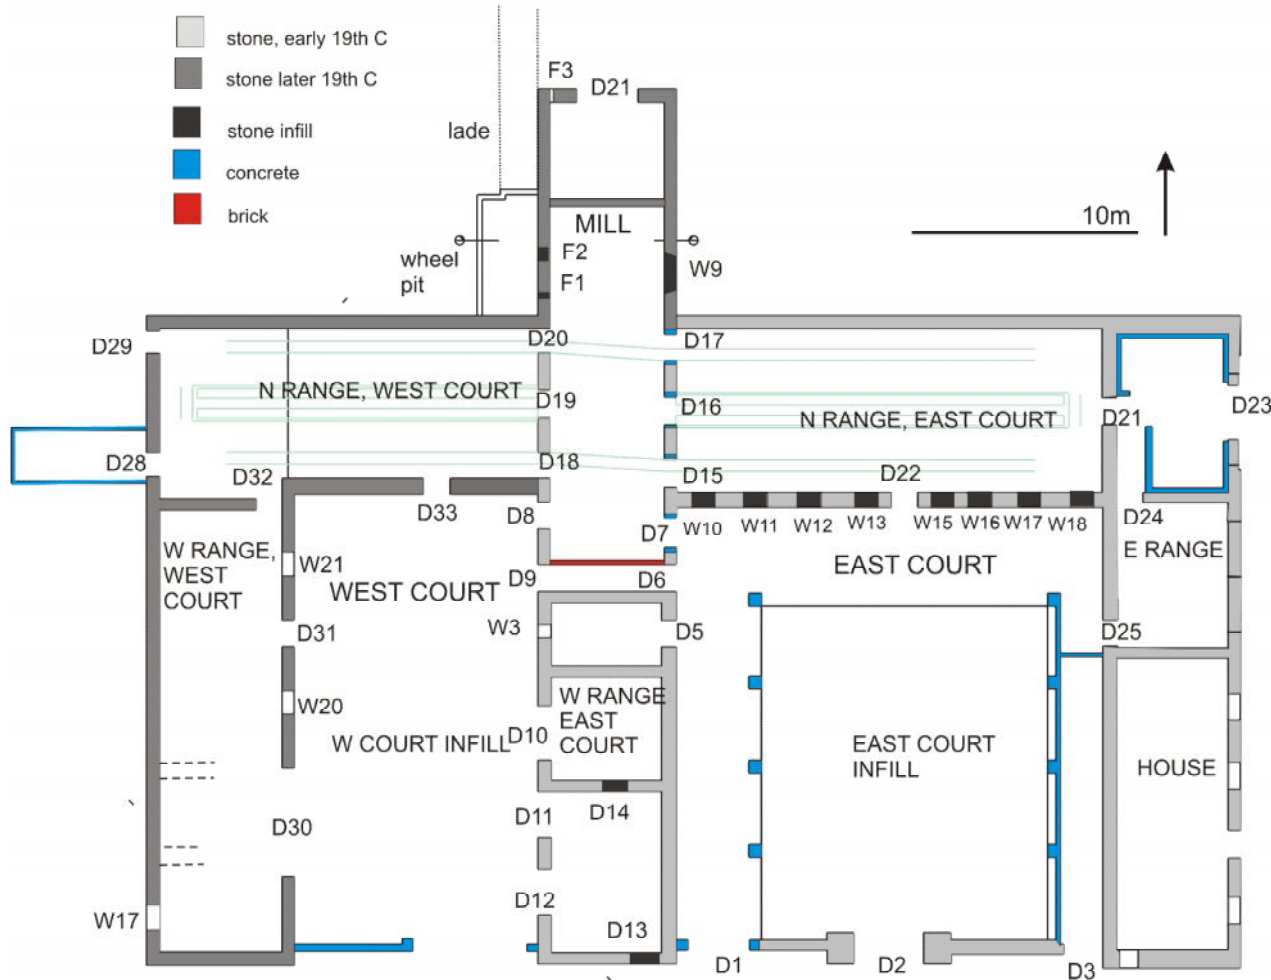 stone, early 19th C
stone later 19th C
stone infill
concrete
brick
F3
D21
lade
10m
MILL
F2
wheel
pit
F1
W9
D29
D20
D17
N RANGE, WEST COURT
D19
D16
N RANGE, EAST COURT
D21
D23
D28
D32
D18
D15
D22
D33
D8
D7
W10
W11
W12
W13
W15
W16
W17
W18
D24
W RANGE,
WEST
COURT
W21
WEST COURT
D9
D6
EAST COURT
E RANGE
W3
D31
D5
D25
W20
W RANGE
EAST
COURT
W COURT INFILL
D10
EAST COURT
INFILL
HOUSE
D30
D11
D14
W17
D12
D13
D1
D2
D3